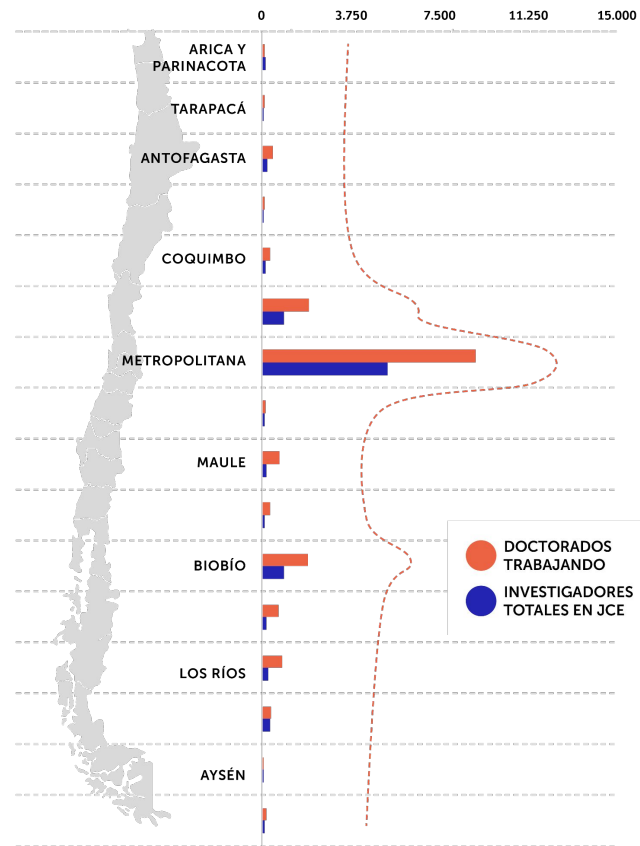 0 3.750 7.500 11.250 15.000
ARICA Y
PARINACOTA
TARAPACÁ
ANTOFAGASTA
COQUIMBO
METROPOLITANA
MAULE
BIOBÍO
LOS RÍOS
AYSÉN
DOCTORADOS
TRABAJANDO
INVESTIGADORES
TOTALES EN JCE